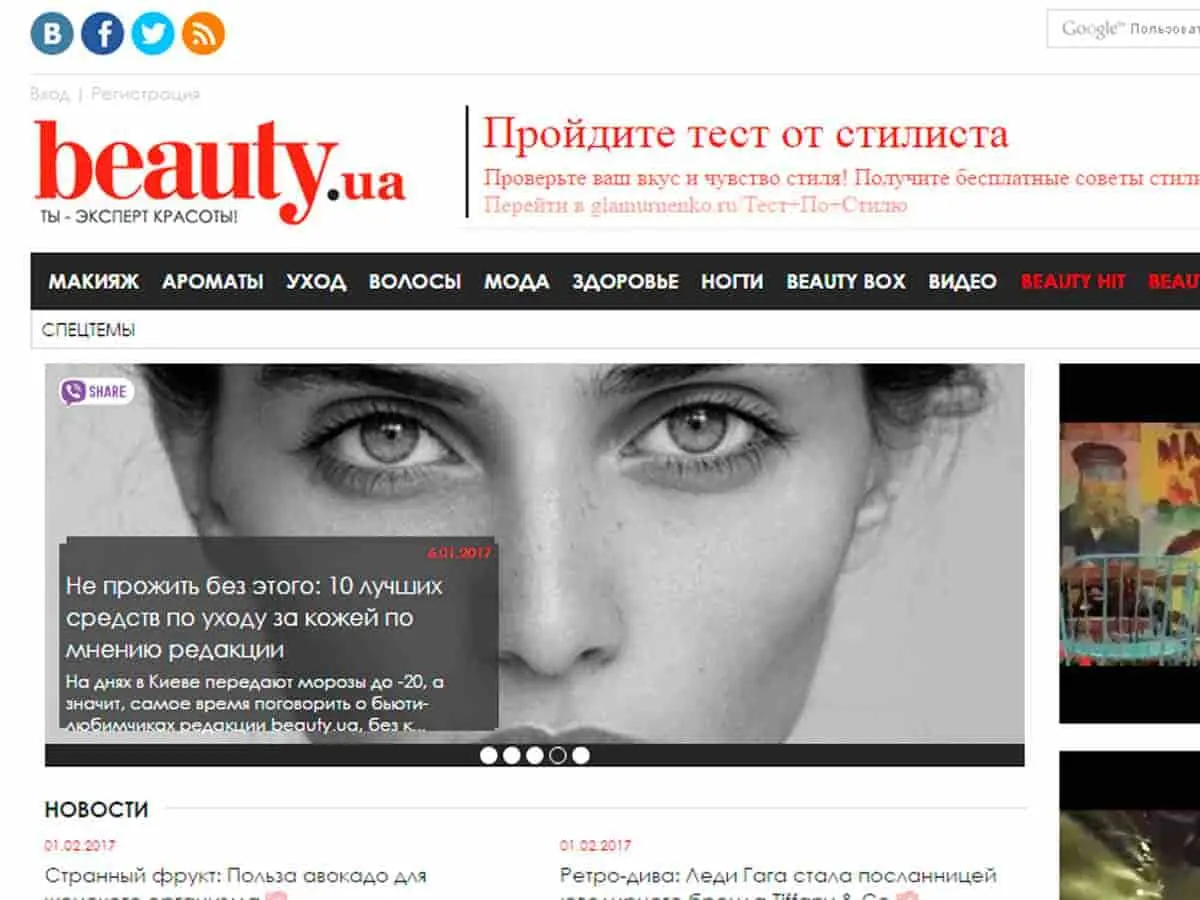 B f
Google™ Пользоват
Вход | Регистрация
beauty.ua
ТЫ - ЭКСПЕРТ КРАСОТЫ!
Пройдите тест от стилиста
Проверьте ваш вкус и чувство стиля! Получите бесплатные советы стили
Перейти в glamurnenko.ru/Тест+По+Стилю
МАКИЯЖ АРОМАТЫ УХОД ВОЛОСЫ МОДА ЗДОРОВЬЕ НОГТИ BEAUTY BOX ВИДЕО BEAUTY HIT BEAU
СПЕЦТЕМЫ
SHARE
6.01.2017
Не прожить без этого: 10 лучших
средств по уходу за кожей по
мнению редакции
На днях в Киеве передают морозы до -20, а
значит, самое время поговорить о бьюти-
любимчиках редакции beauty.ua, без к...
НОВОСТИ
01.02.2017
Странный фрукт: Польза авокадо для
женского организма
01.02.2017
Ретро-дива: Леди Гага стала посланницей
ювелирного бренда Tiffany & Co